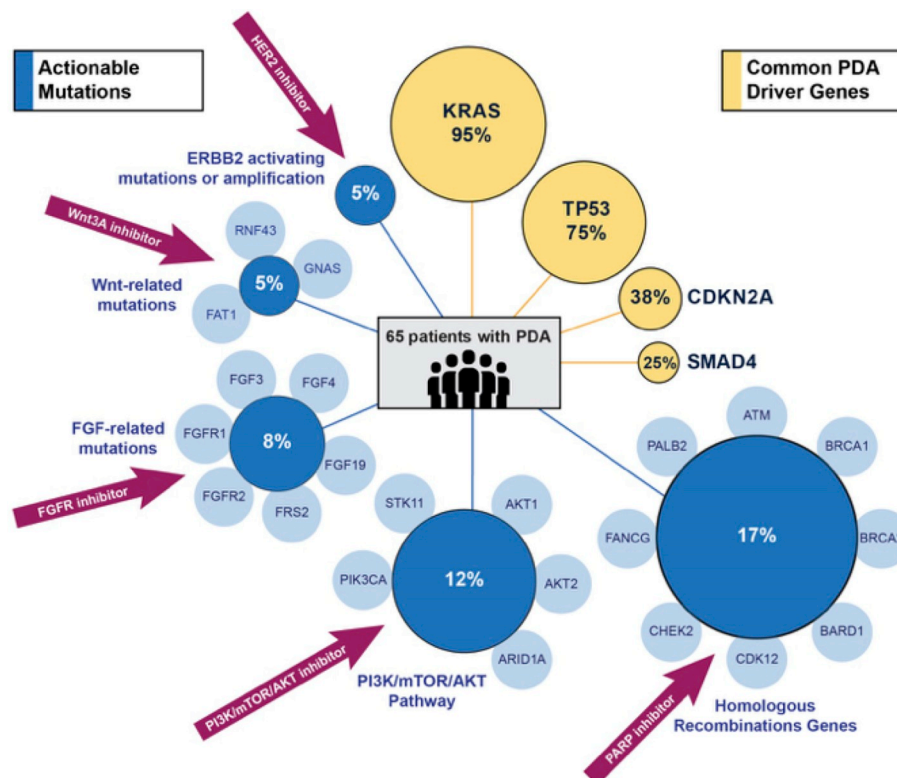 Actionable
Mutations
Common PDA
Driver Genes
HER2 inhibitor
KRAS
95%
ERBB2 activating
mutations or amplification
5%
TP53
75%
Wnt3A inhibitor
RNF43
GNAS
5%
FAT1
Wnt-related
mutations
38%
CDKN2A
25%
SMAD4
65 patients with PDA
FGF3
FGF4
FGFR1
8%
FGF19
FGFR2
FRS2
FGF-related
mutations
FGFR inhibitor
STK11
AKT1
PIK3CA
12%
AKT2
ARID1A
PI3K/mTOR/AKT
Pathway
PI3K/mTOR/AKT inhibitor
ATM
PALB2
BRCA1
FANCG
17%
CHEK2
BARD1
CDK12
Homologous
Recombinations Genes
PARP inhibitor